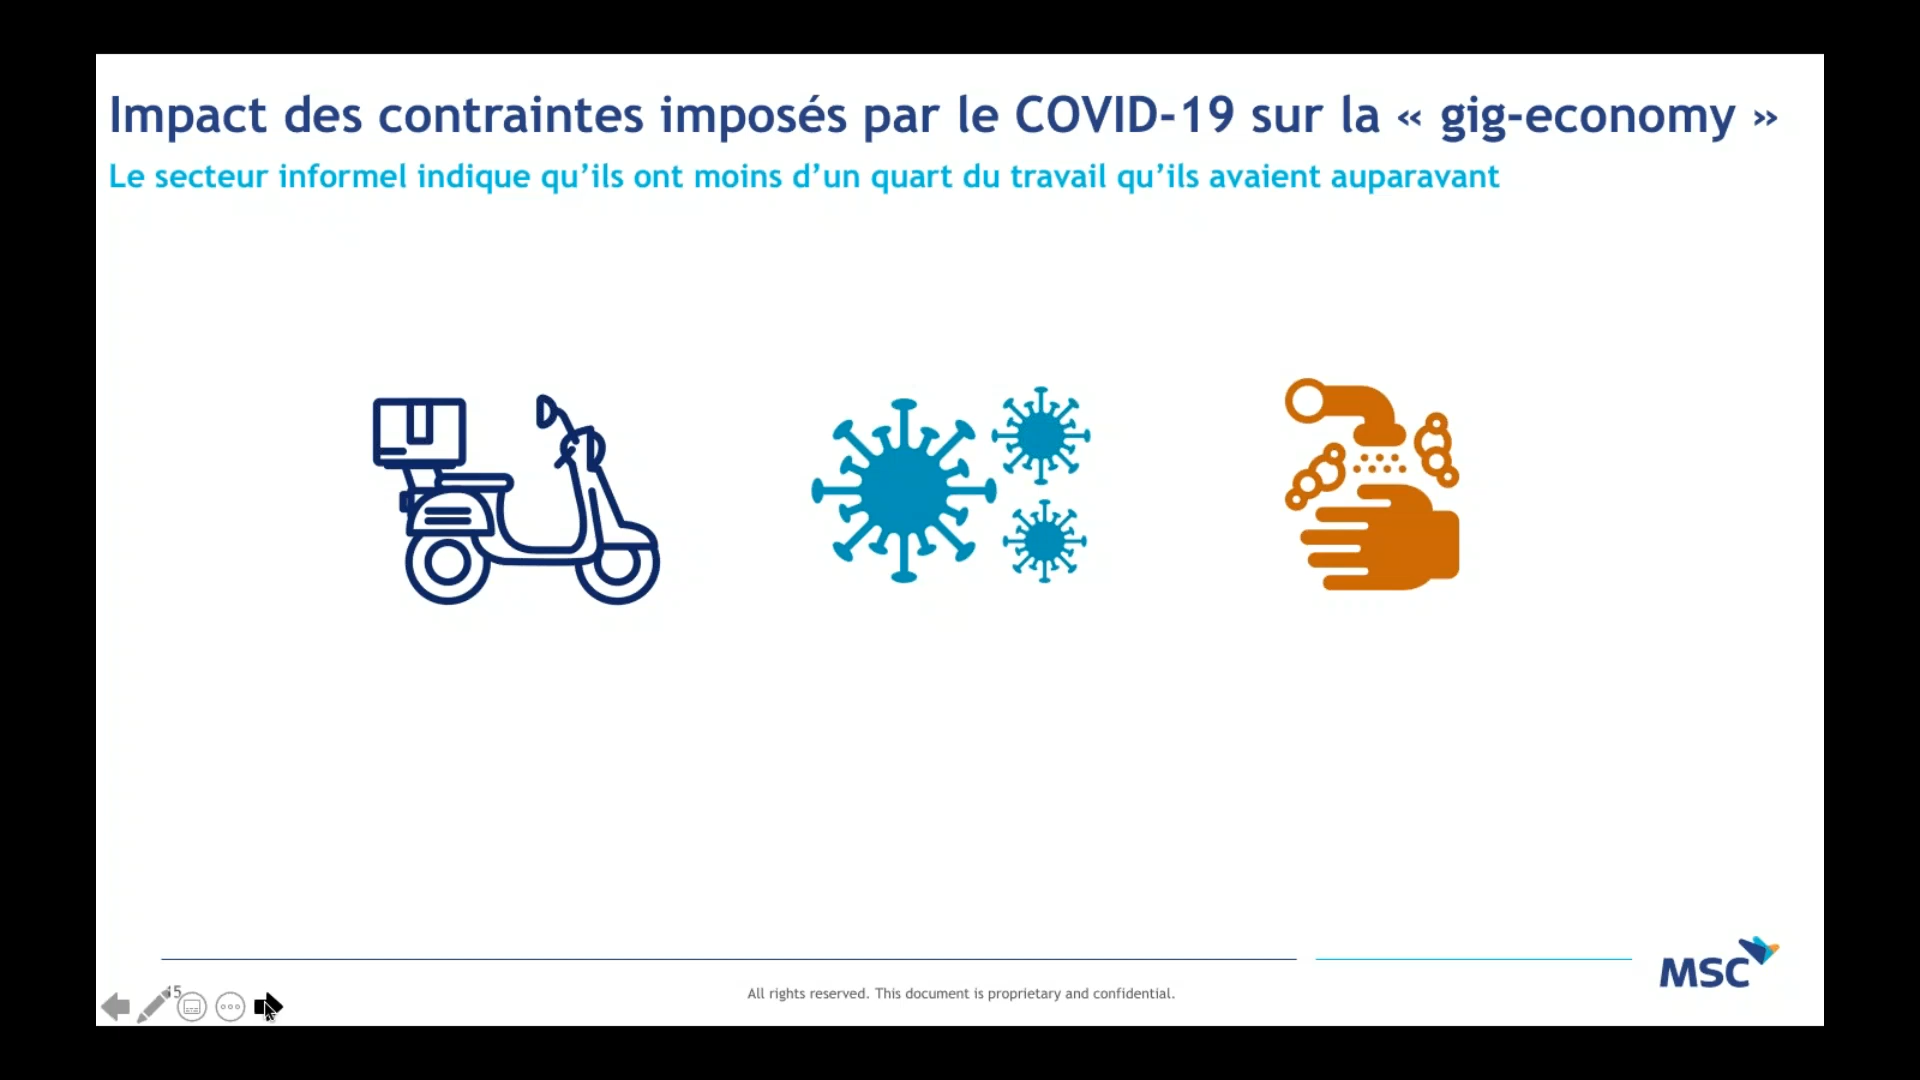 Impact des contraintes imposés par le COVID-19 sur la « gig-economy »
Le secteur informel indique qu’ils ont moins d’un quart du travail qu’ils avaient auparavant
MSC
All rights reserved. This document is proprietary and confidential.